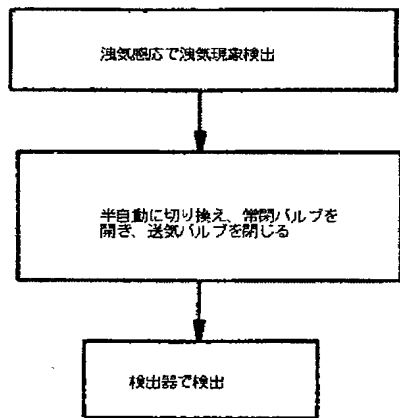 洩気感応で洩気現象検出
半自動に切り換え、常閉バルブを
開き、送気バルブを閉じる
検出器で検出